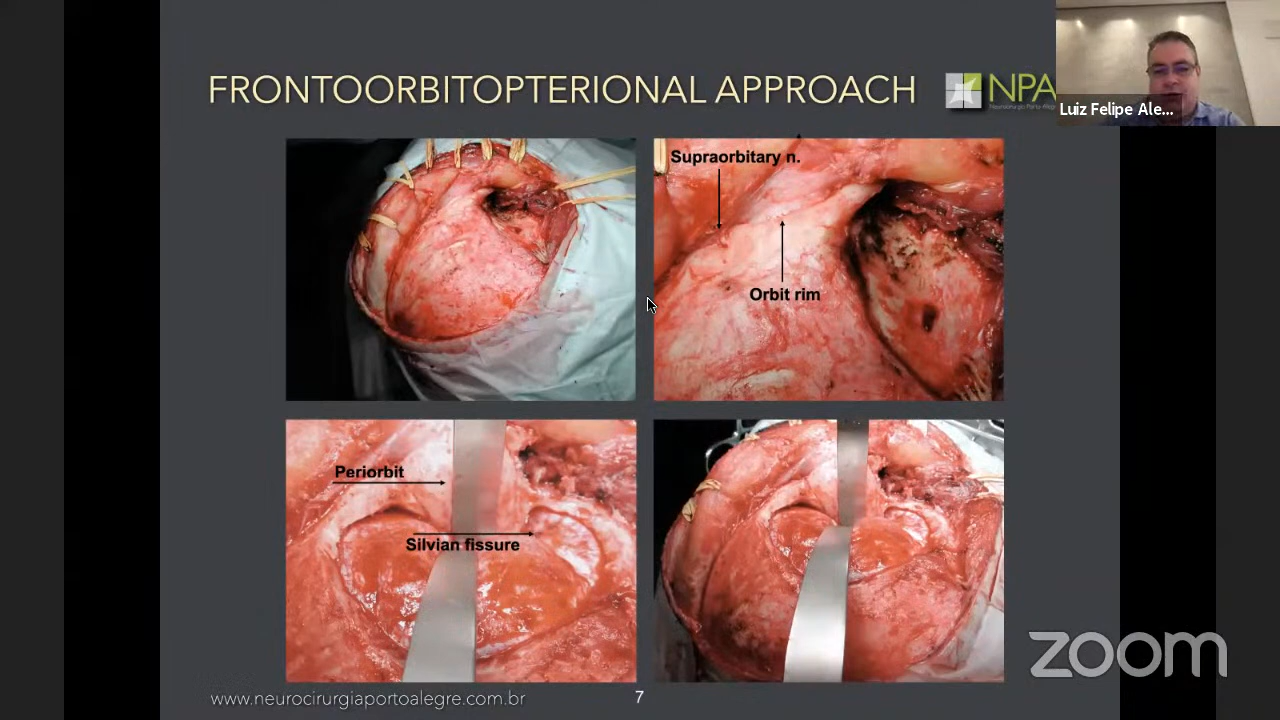 FRONTOORBITOPTERIONAL APPROACH
NPA
Luiz Felipe Ale...
Supraorbitary n.
Orbit rim
Periorbit
Silvian fissure
zoom
www.neurocirurgiaportoalegre.com.br
7